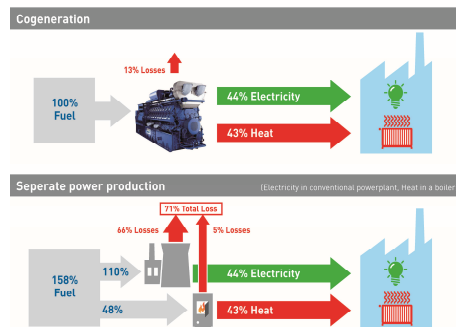 Cogeneration
13% Losses
100%
Fuel
44% Electricity
43% Heat
Seperate power production
(Electricity in conventional powerplant, Heat in a boiler
71% Total Loss
66% Losses
5% Losses
158%
Fuel
110%
48%
44% Electricity
43% Heat